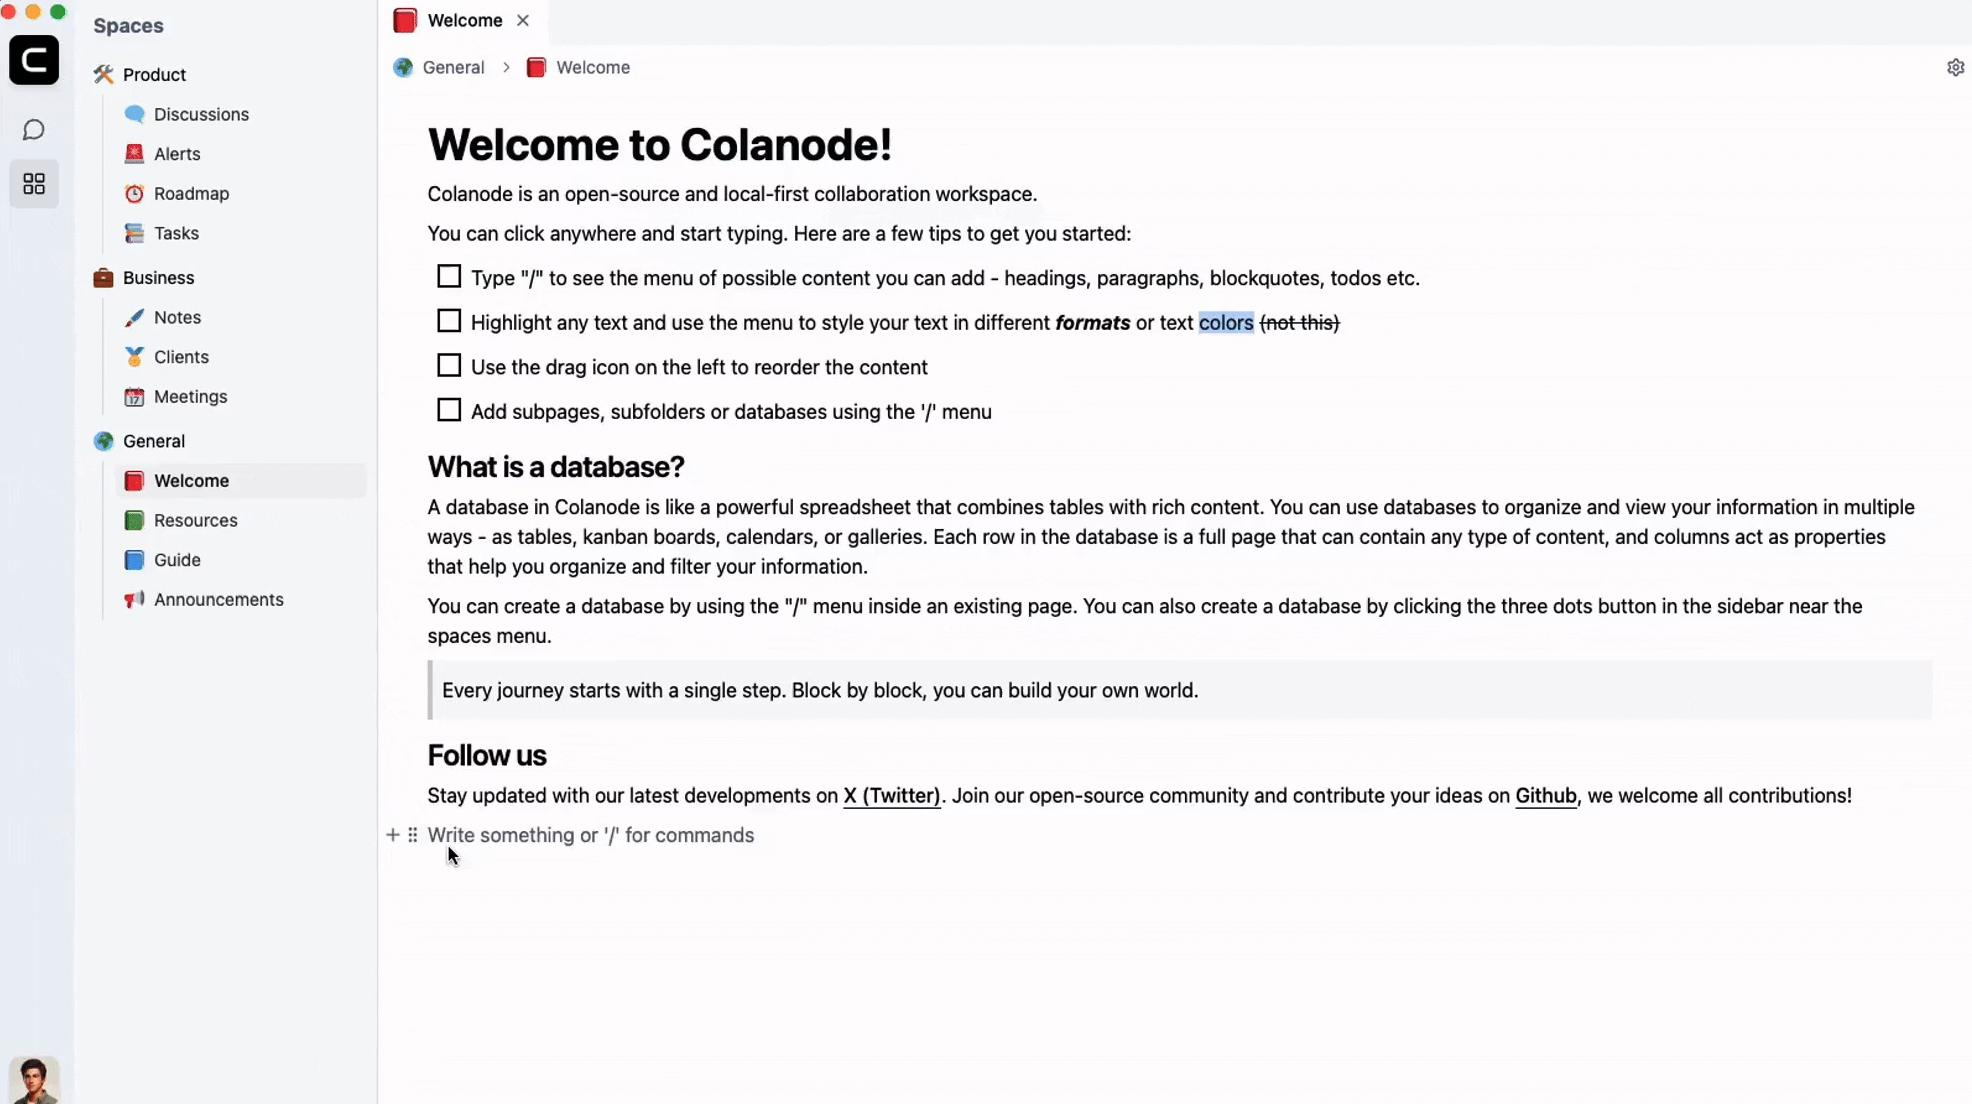 Spaces
Product
Discussions
Alerts
Roadmap
Tasks
Business
Notes
Clients
Meetings
General
Welcome
Resources
Guide
Announcements
Welcome
General > Welcome
Welcome to Colanode!
Colanode is an open-source and local-first collaboration workspace.
You can click anywhere and start typing. Here are a few tips to get you started:
Type "/" to see the menu of possible content you can add - headings, paragraphs, blockquotes, todos etc.
Highlight any text and use the menu to style your text in different formats or text colors (not this)
Use the drag icon on the left to reorder the content
Add subpages, subfolders or databases using the '/' menu
What is a database?
A database in Colanode is like a powerful spreadsheet that combines tables with rich content. You can use databases to organize and view your information in multiple
ways - as tables, kanban boards, calendars, or galleries. Each row in the database is a full page that can contain any type of content, and columns act as properties
that help you organize and filter your information.
You can create a database by using the "/" menu inside an existing page. You can also create a database by clicking the three dots button in the sidebar near the
spaces menu.
Every journey starts with a single step. Block by block, you can build your own world.
Follow us
Stay updated with our latest developments on X (Twitter). Join our open-source community and contribute your ideas on Github, we welcome all contributions!
Write something or '/' for commands